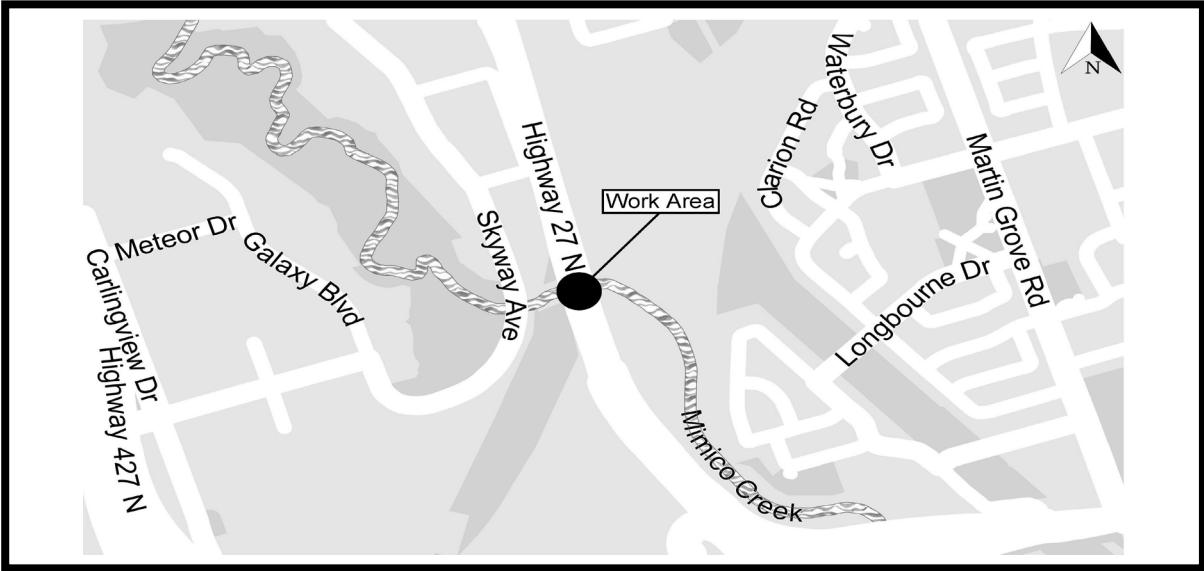 Waterbury Dr
Clarion Rd
N
Highway 27 N
Martin Grove Rd
Work Area
Skyway Ave
Meteor Dr
Galaxy Blvd
Carlingview Dr
Longbourne Dr
Highway 427 N
Mimico Creek